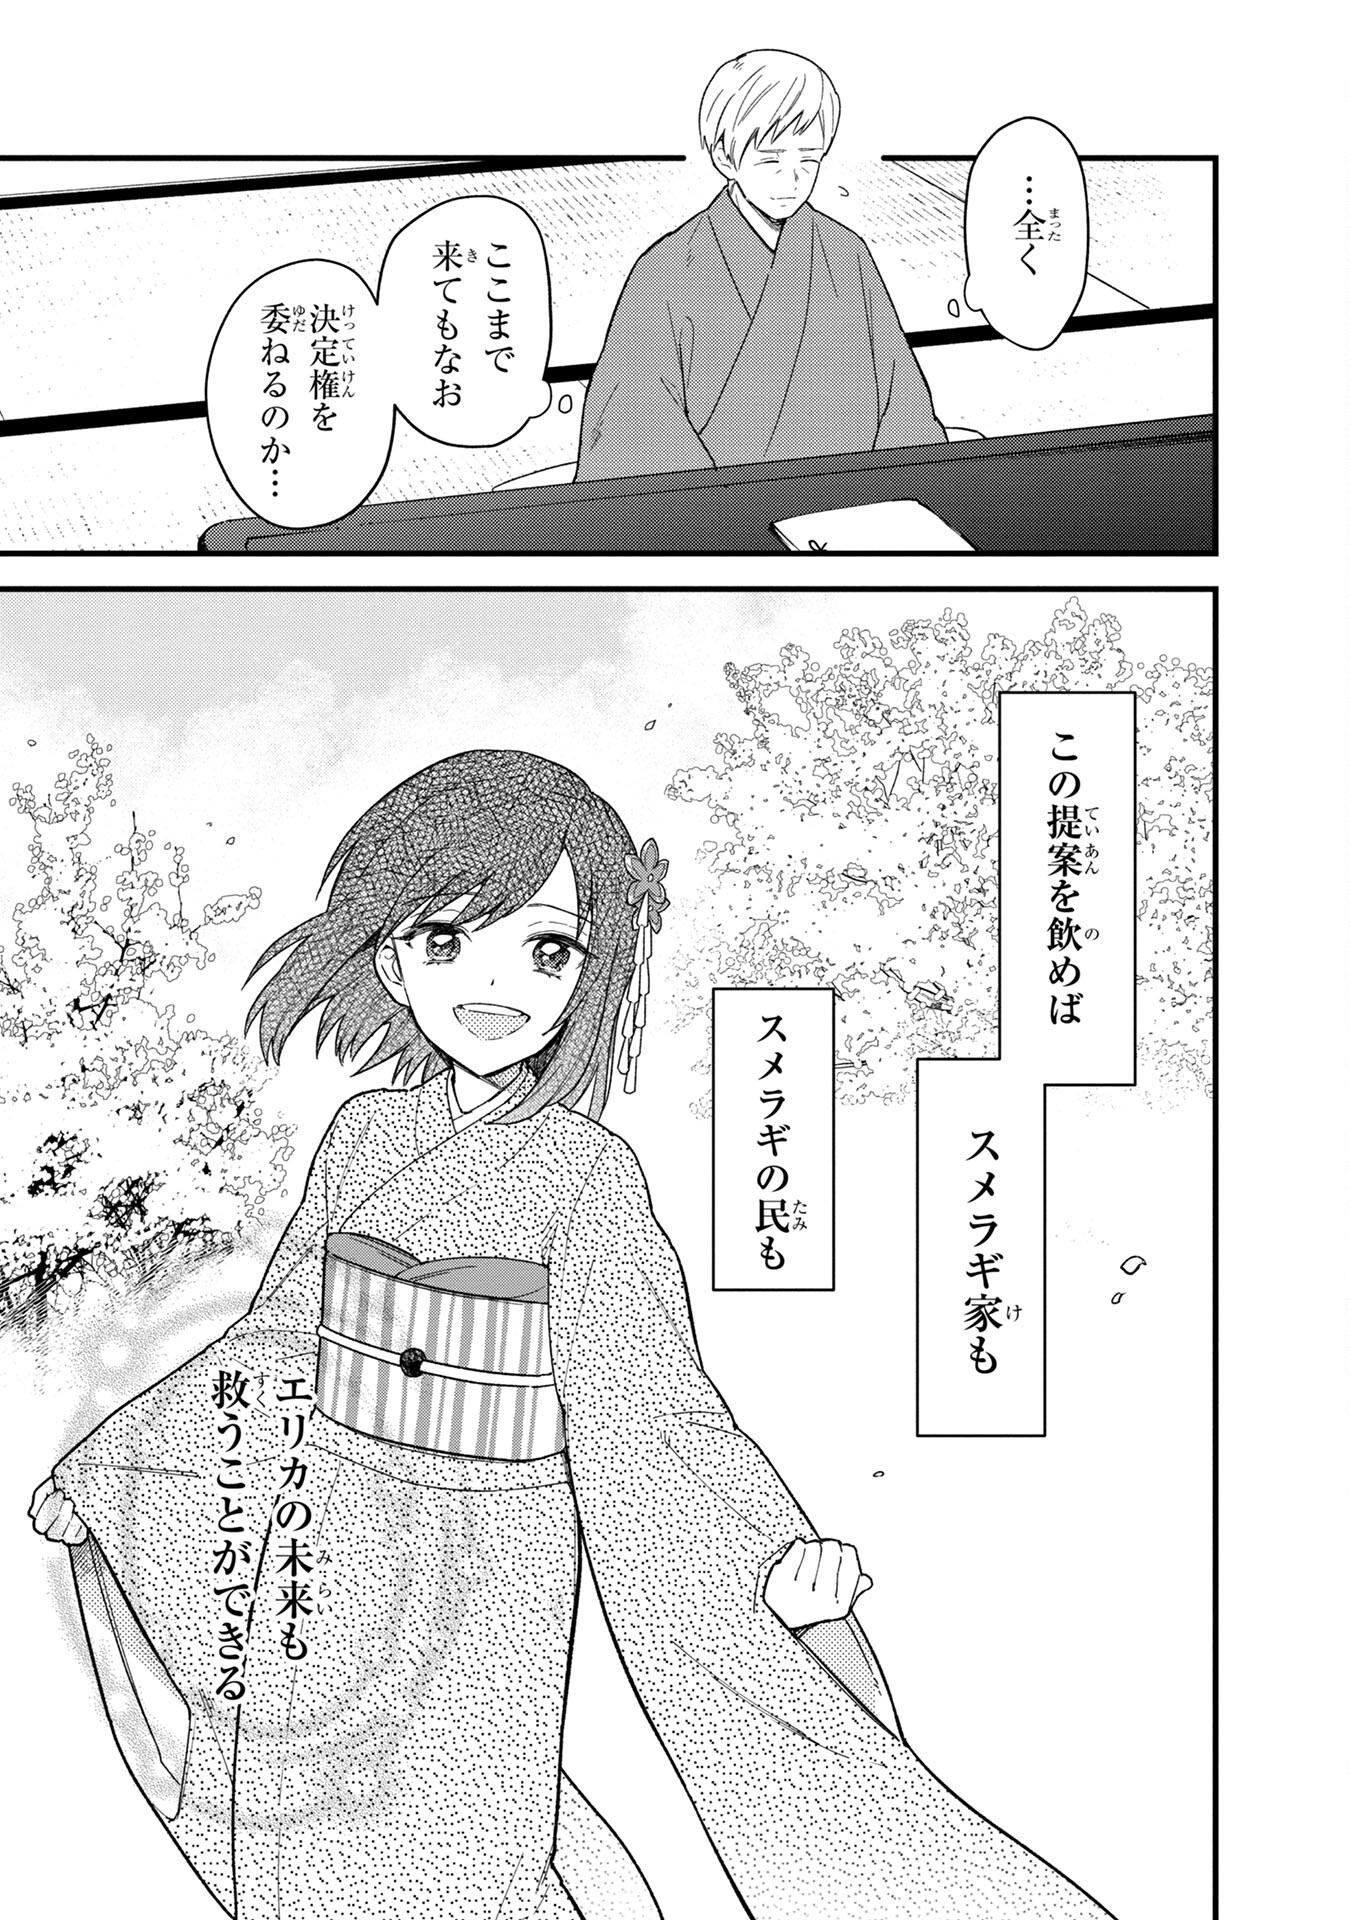 …全く
ここまで
来てもなお
決定権を
委ねるのか…
この提案を飲めば
スメラギ家も
スメラギの民も
エリカの未来も
救うことができる